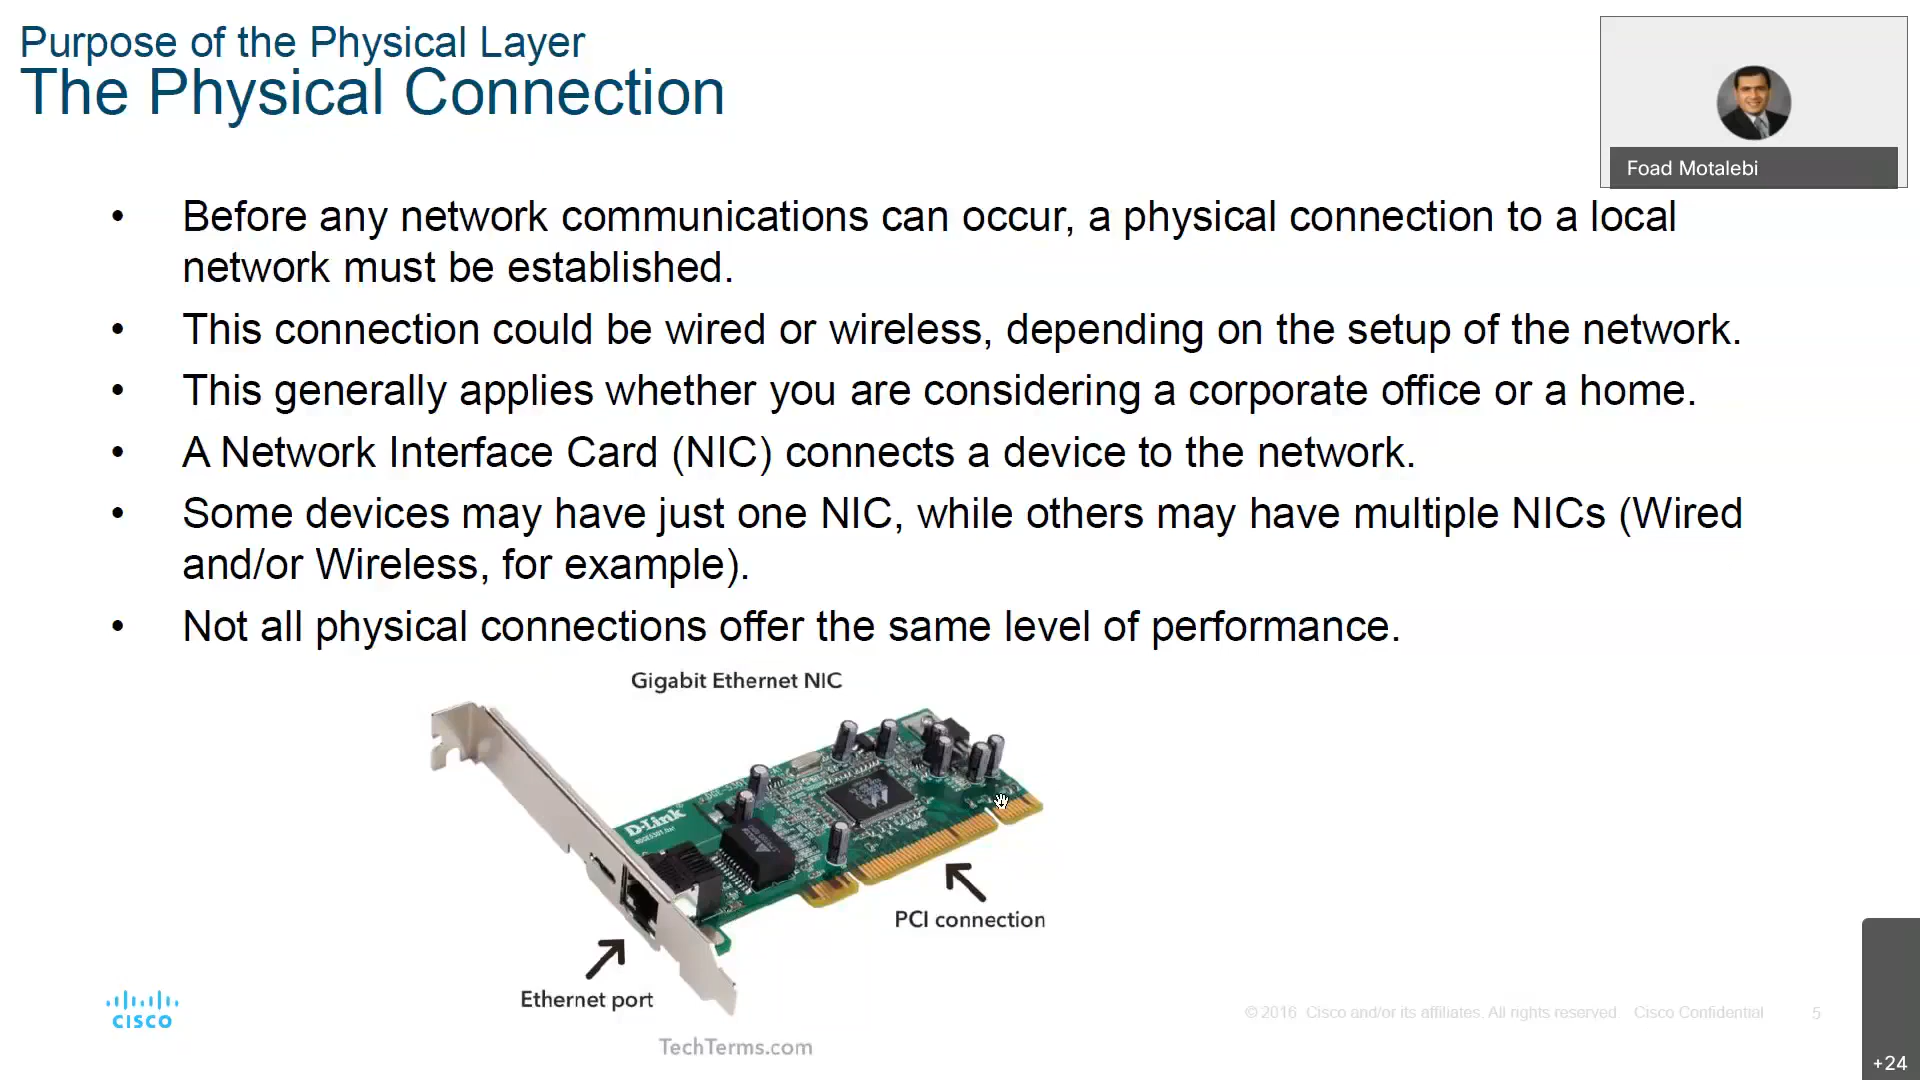 Purpose of the Physical Layer
The Physical Connection
Foad Motalebi
• Before any network communications can occur, a physical connection to a local
network must be established.
• This connection could be wired or wireless, depending on the setup of the network.
• This generally applies whether you are considering a corporate office or a home.
• A Network Interface Card (NIC) connects a device to the network.
• Some devices may have just one NIC, while others may have multiple NICs (Wired
and/or Wireless, for example).
• Not all physical connections offer the same level of performance.
Gigabit Ethernet NIC
D-Link
PCI connection
Ethernet port
TechTerms.com
CISCO
© 2016 Cisco and/or its affiliates. All rights reserved. Cisco Confidential
5
+24